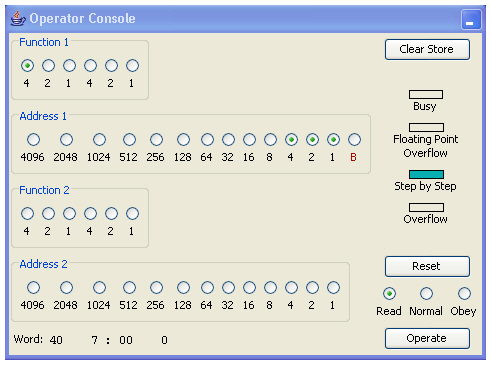 Operator Console
Function 1
4 2 1 4 2 1
Clear Store
Busy
Address 1
4096 2048 1024 512 256 128 64 32 16 8 4 2 1 B
Floating Point
Overflow
Step by Step
Function 2
4 2 1 4 2 1
Overflow
Address 2
4096 2048 1024 512 256 128 64 32 16 8 4 2 1
Reset
Read Normal Obey
Word: 40 7 : 00 0
Operate